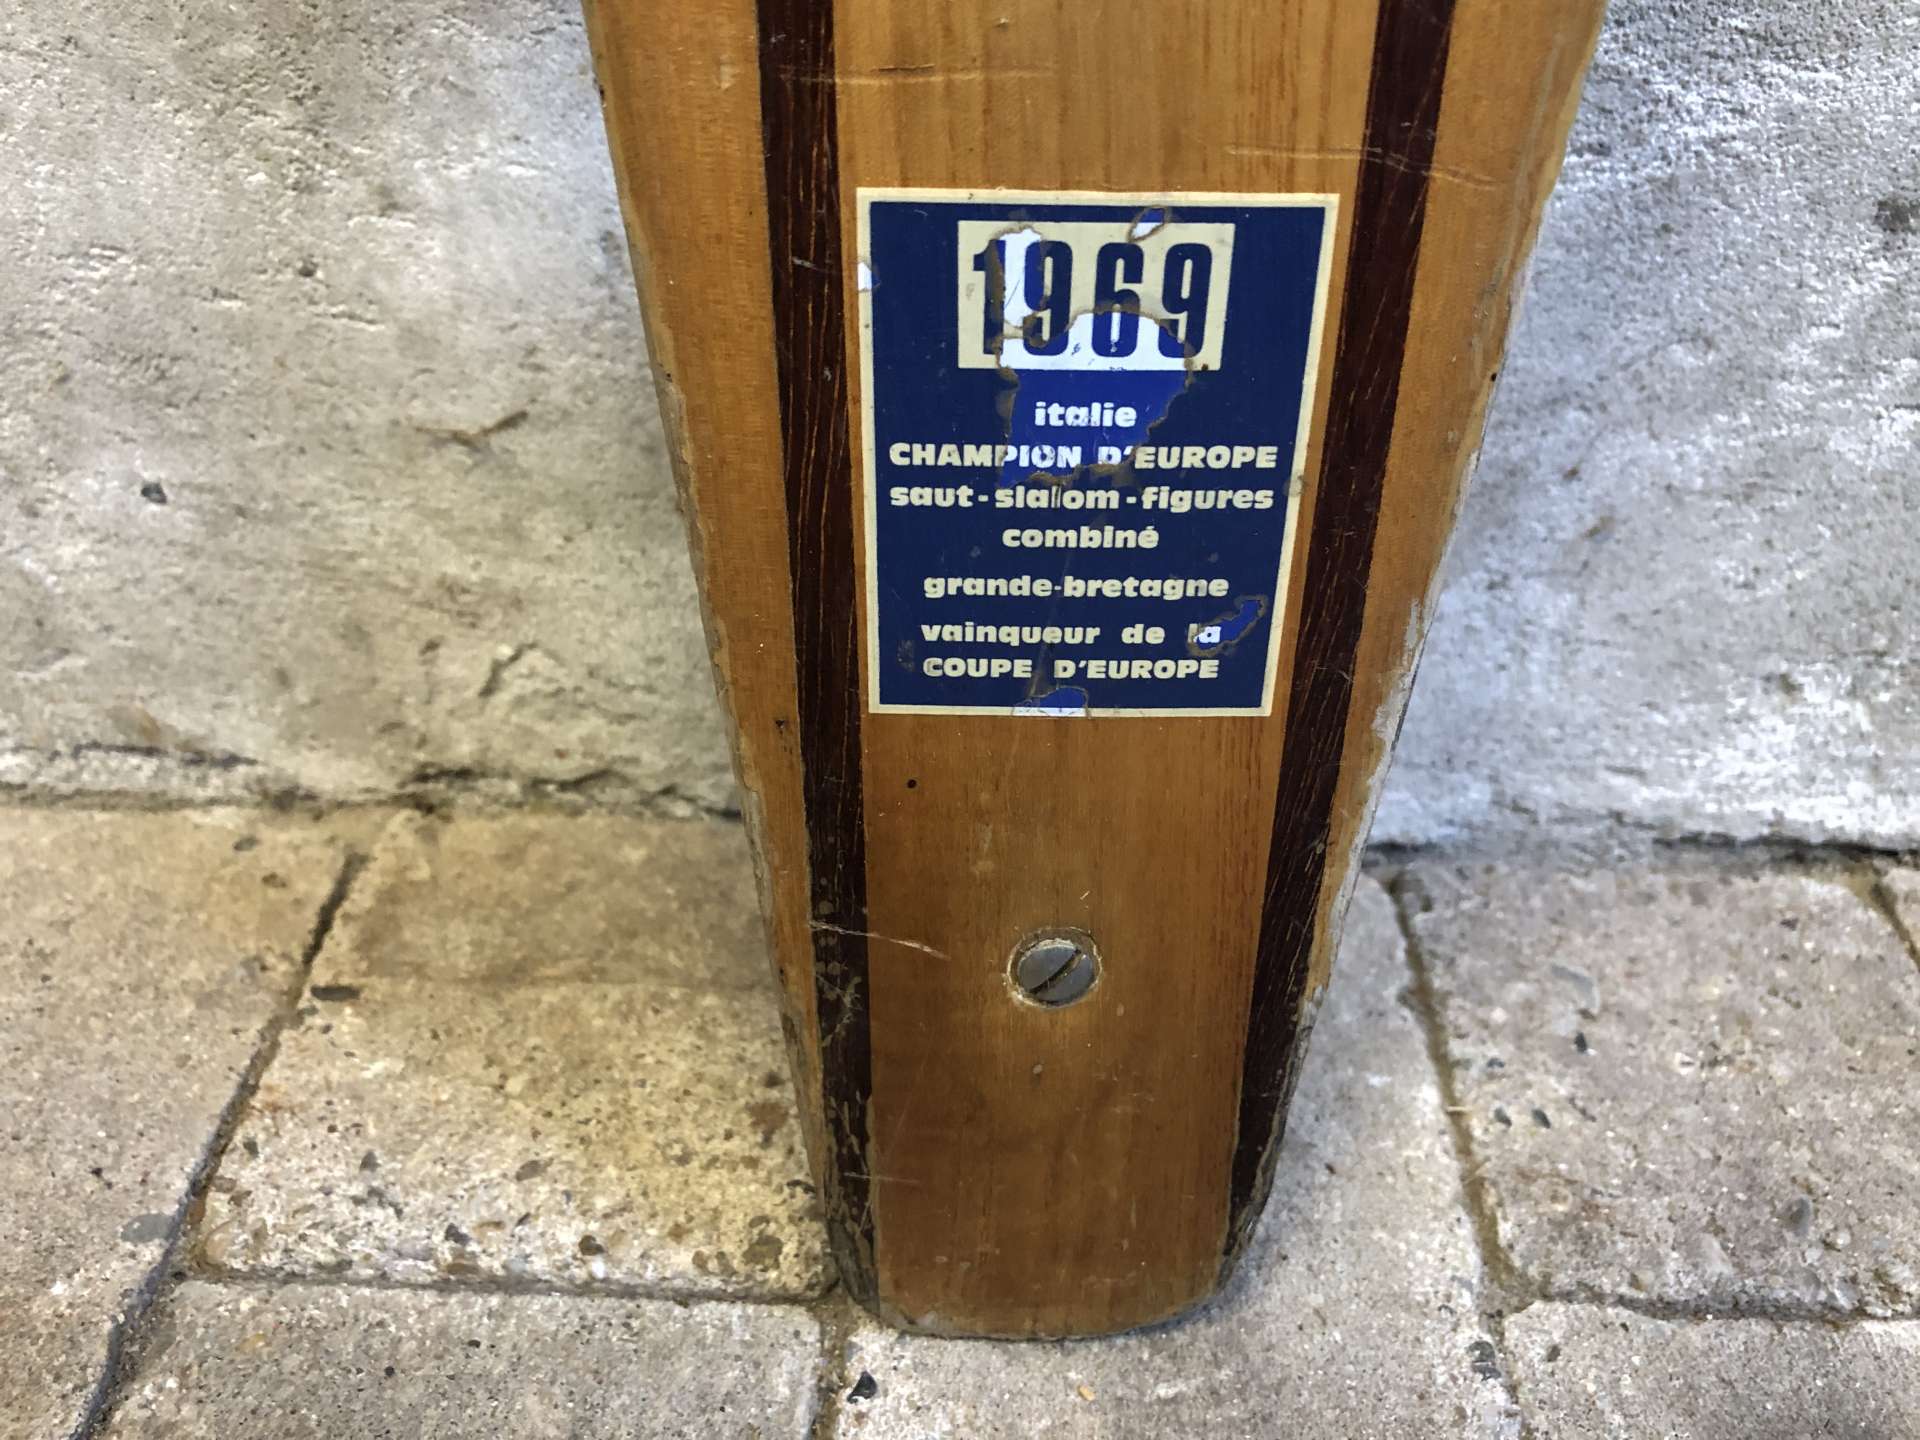 1969
italie
CHAMPION D'EUROPE
saut-slalom-figures
combiné
grande-bretagne
vainqueur de la
COUPE D'EUROPE